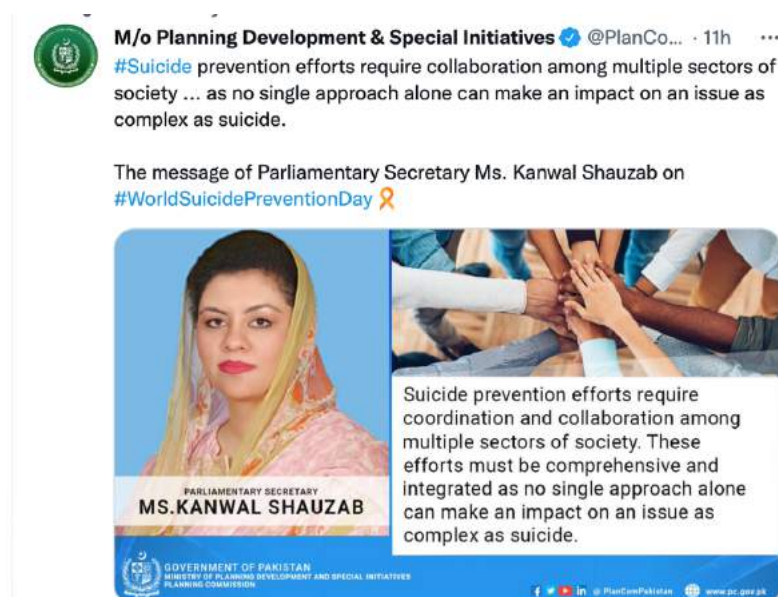 M/o Planning Development & Special Initiatives @PlanCo... · 11h ...
#Suicide prevention efforts require collaboration among multiple sectors of
society ... as no single approach alone can make an impact on an issue as
complex as suicide.
The message of Parliamentary Secretary Ms. Kanwal Shauzab on
#WorldSuicidePreventionDay
Suicide prevention efforts require
coordination and collaboration among
multiple sectors of society. These
efforts must be comprehensive and
integrated as no single approach alone
can make an impact on an issue as
complex as suicide.
PARLIAMENTARY SECRETARY
MS.KANWAL SHAUZAB
GOVERNMENT OF PAKISTAN
MINISTRY OF PLANNING DEVELOPMENT AND SPECIAL INITIATIVES
PLANNING COMMISSION
@ PlanComPakistan www.pc.gov.pk